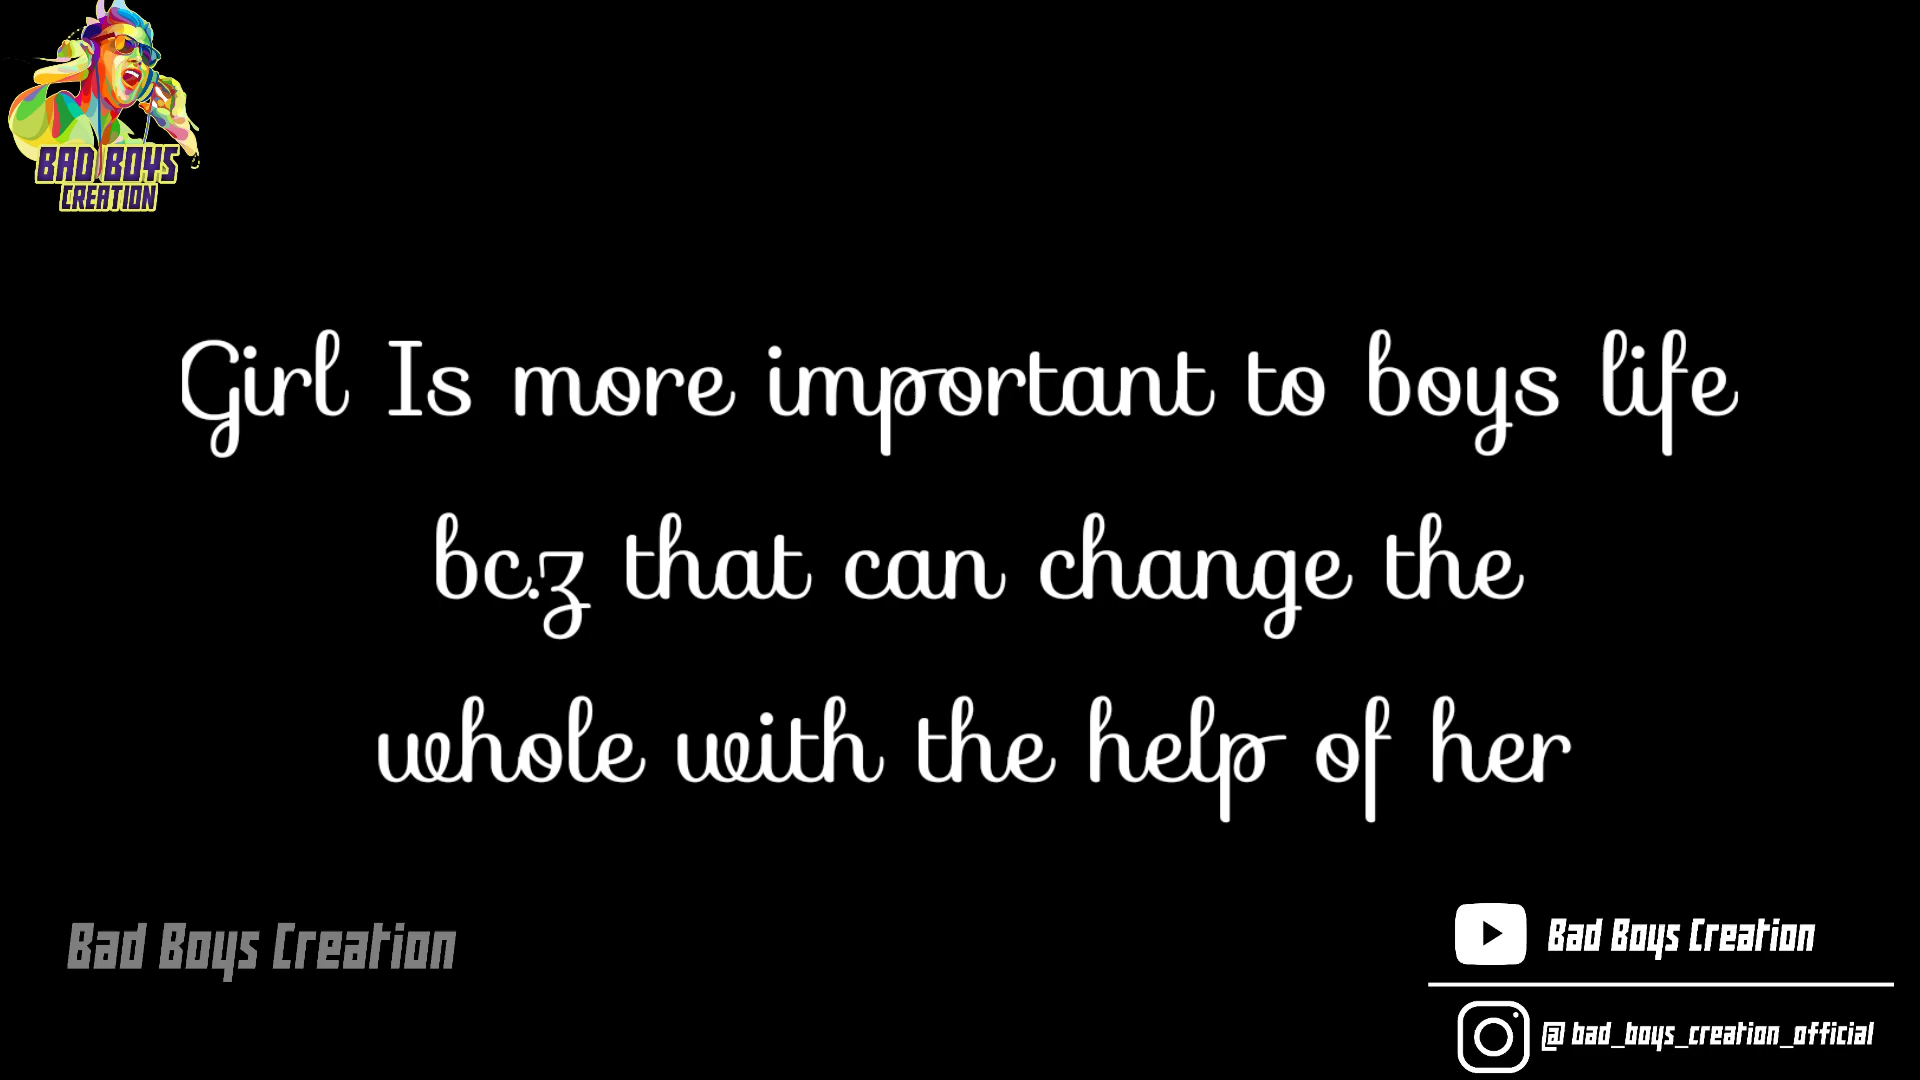 BAD BOYS
CREATION
Girl Is more important to boys life
bc.z that can change the
whole with the help of her
Bad Boys Creation
Bad Boys Creation
@bad_boys_creation_official